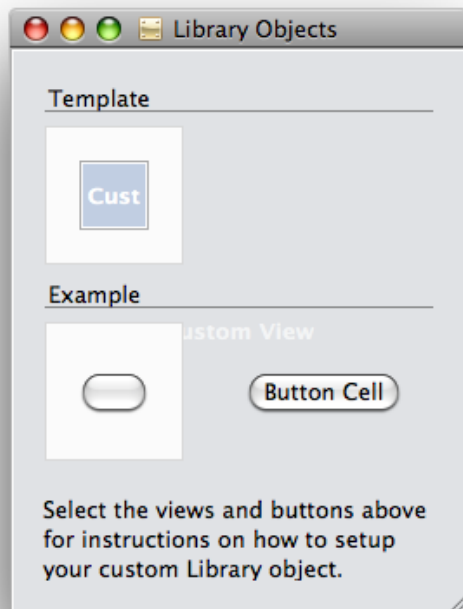 Library Objects
Template
Cust
Example
ustom View
Button Cell
Select the views and buttons above
for instructions on how to setup
your custom Library object.